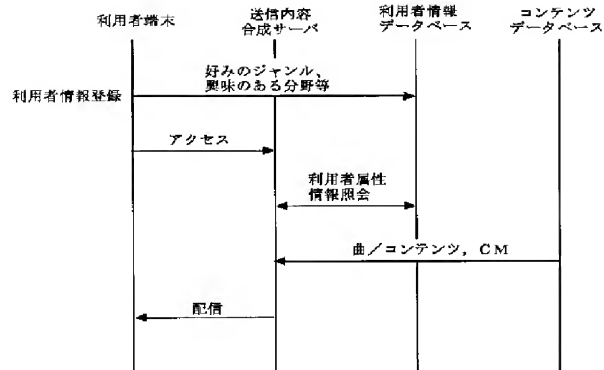 利用者端末
送信内容
合成サーバ
利用者情報
データベース
コンテンツ
データベース
好みのジャンル、
興味のある分野等
利用者情報登録
アクセス
利用者属性
情報照会
曲／コンテンツ，CM
配信